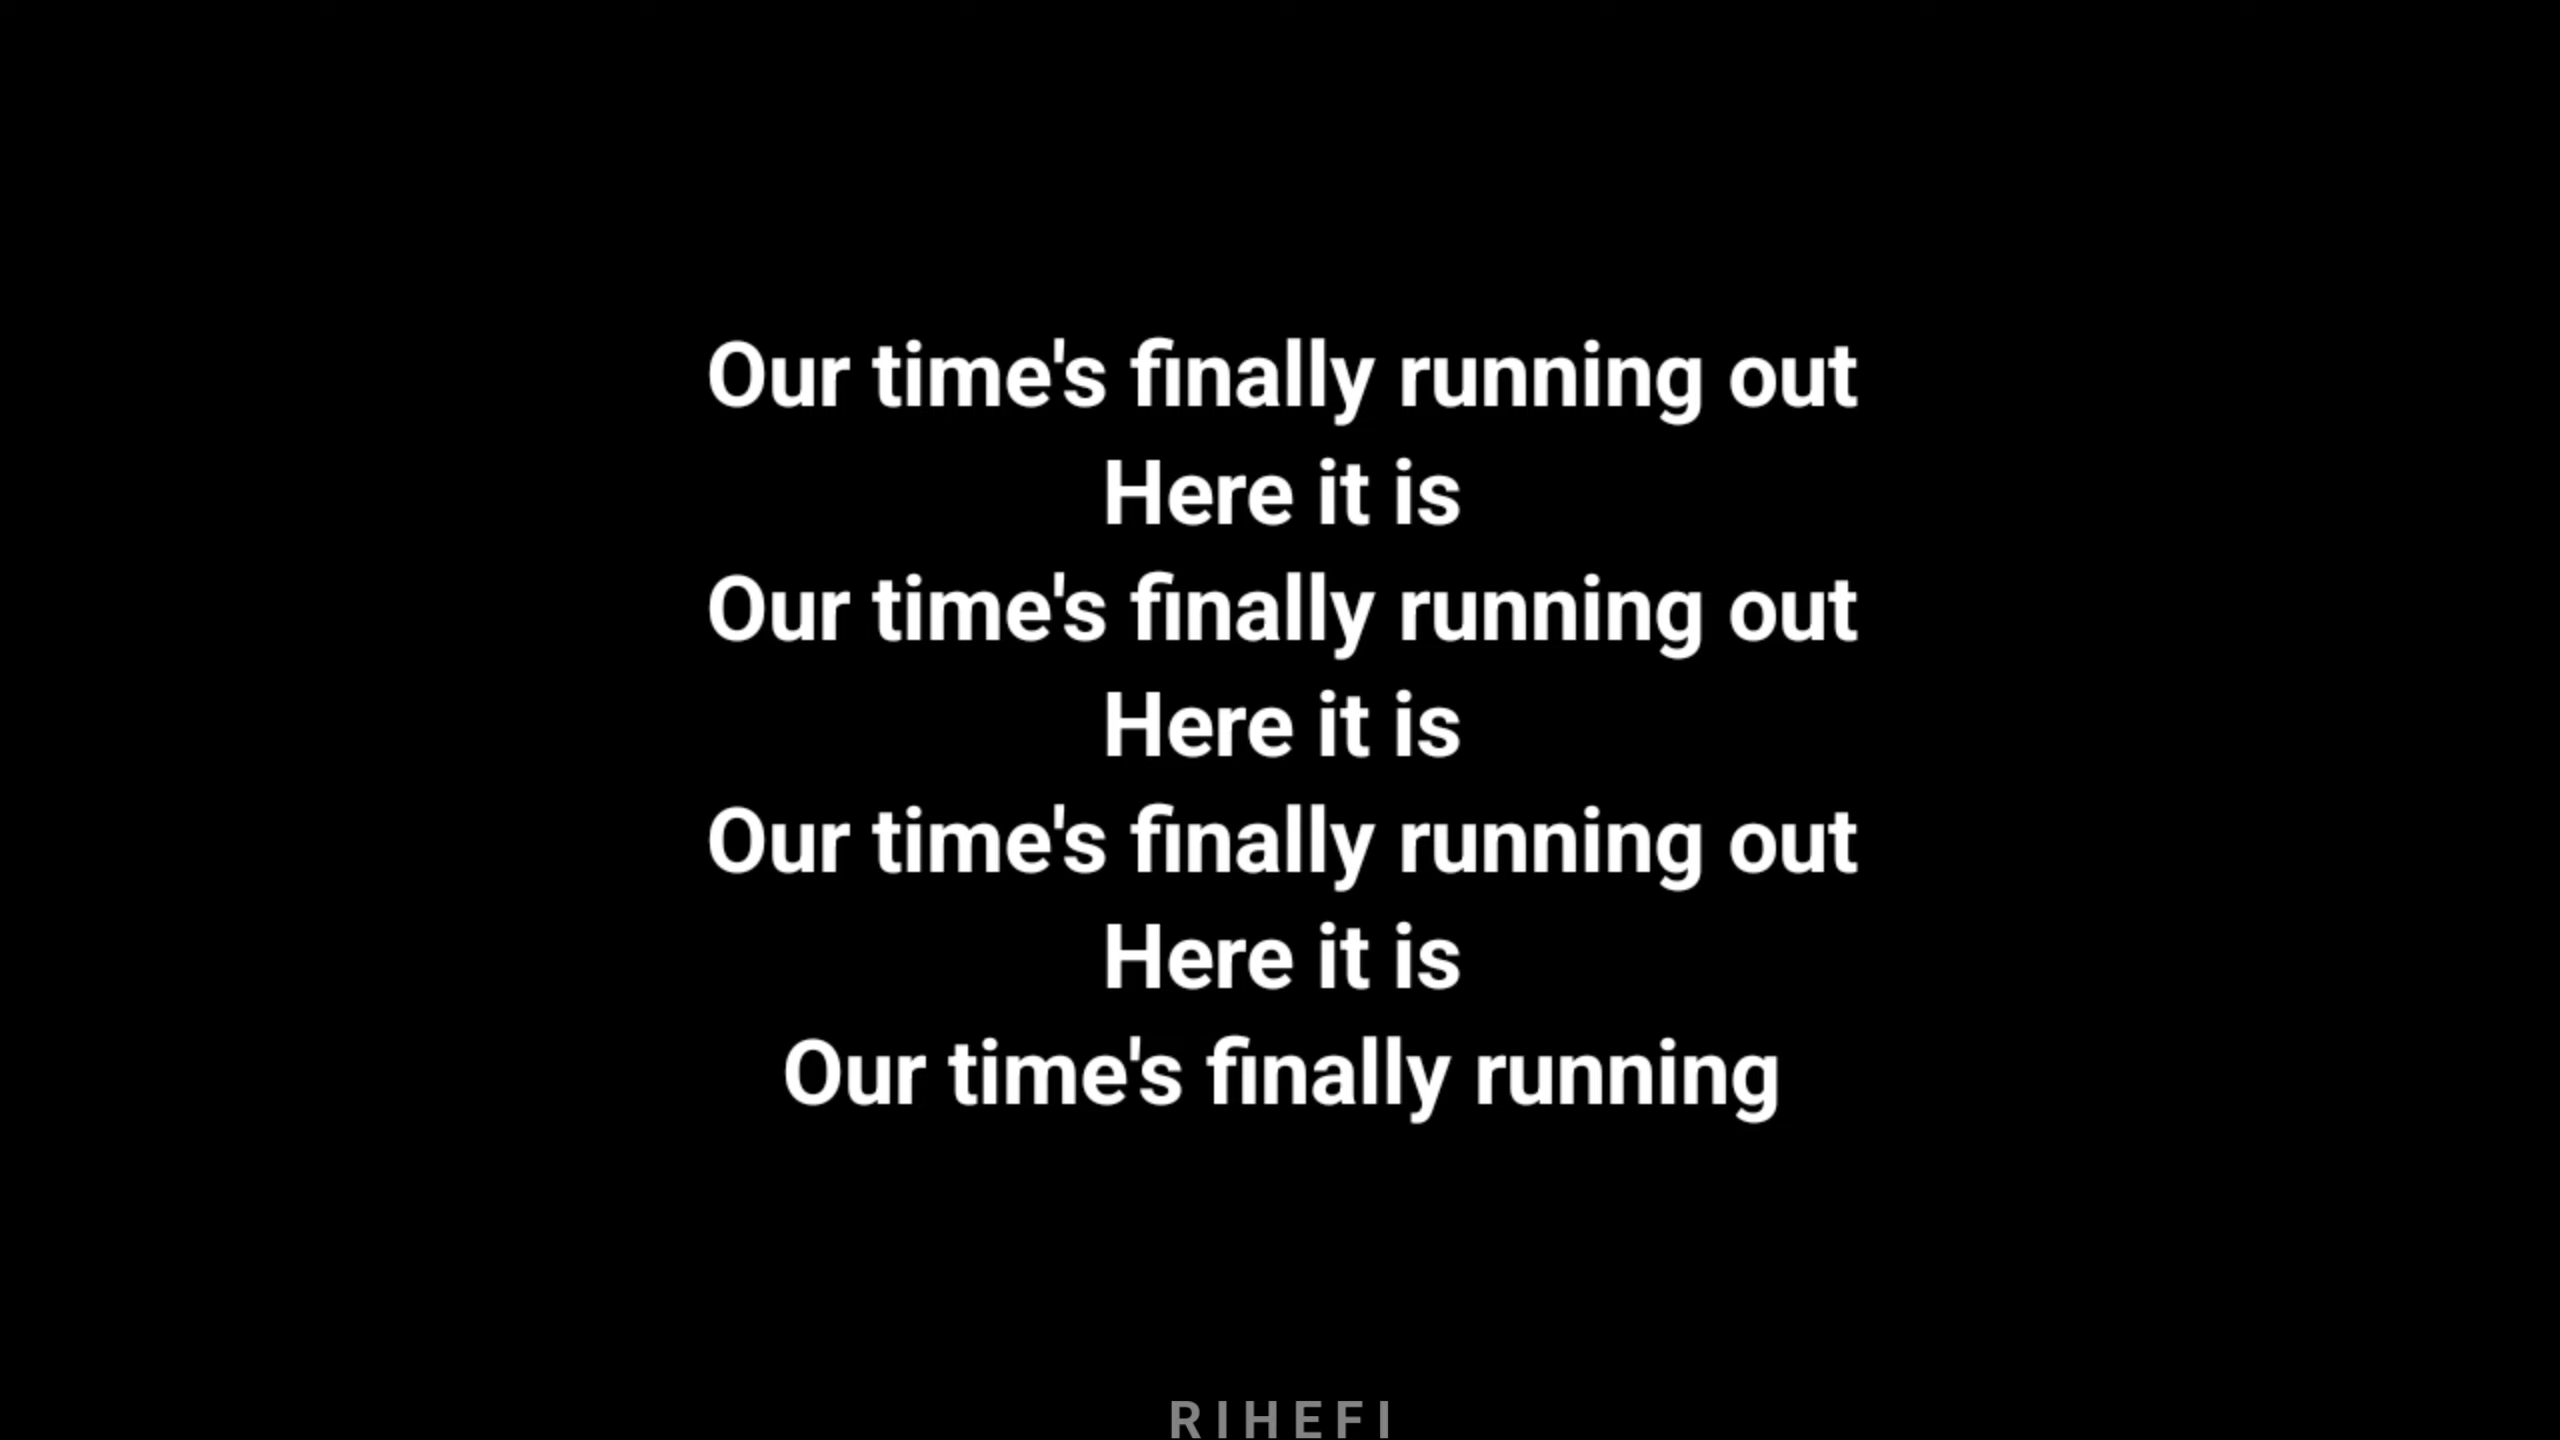 Our time's finally running out
Here it is
Our time's finally running out
Here it is
Our time's finally running out
Here it is
Our time's finally running
RIHEFI